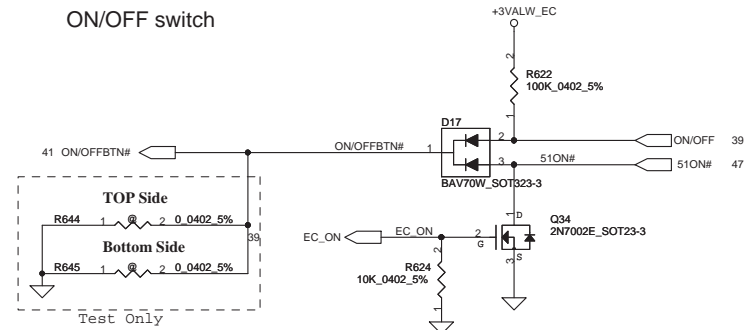 ON/OFF switch
+3VALW_EC
2
R622
100K_0402_5%
1
D17
41 ON/OFFBTN#
ON/OFFBTN#
1
2
ON/OFF 39
3
51ON#
51ON# 47
BAV70W_SOT323-3
TOP Side
R644 1 @ 2 0_0402_5%
39
Bottom Side
R645 1 @ 2 0_0402_5%
Test Only
EC_ON
EC_ON
2
G
1
D
Q34
2N7002E_SOT23-3
S
3
2
R624
10K_0402_5%
1